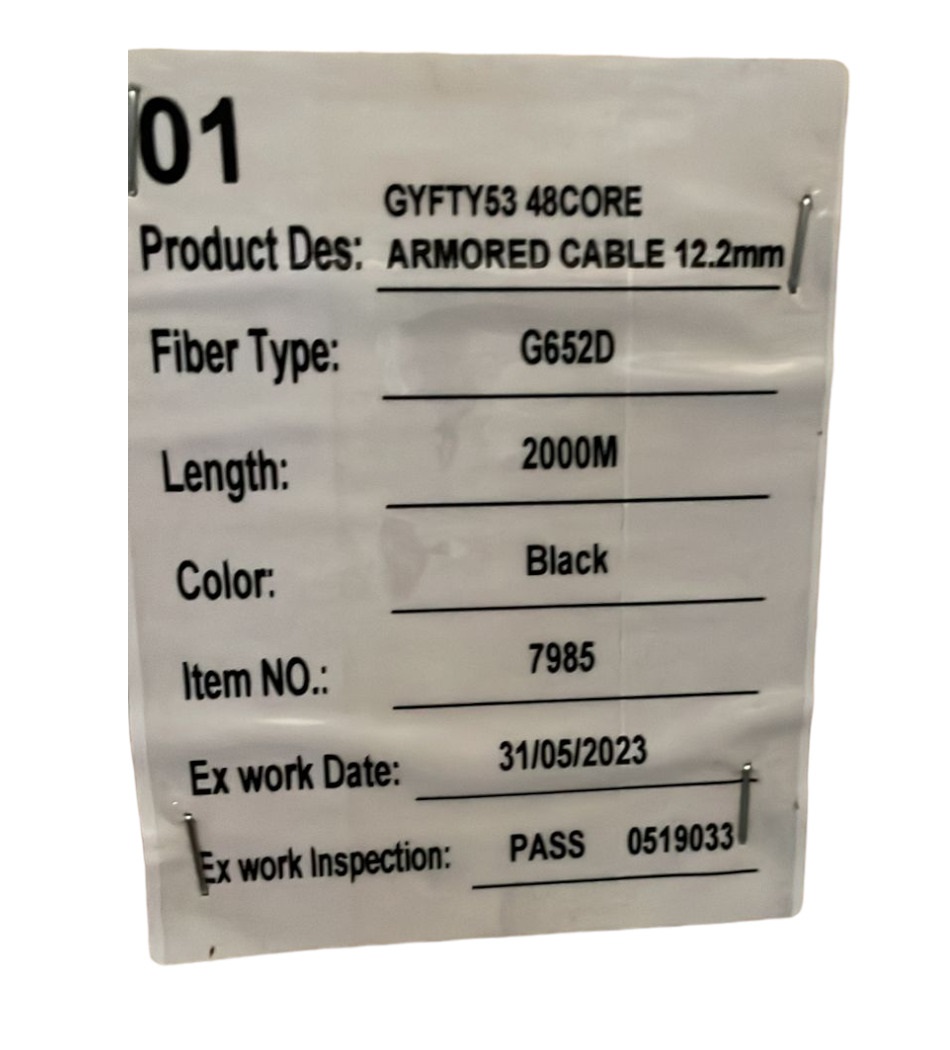 01
GYFTY53 48CORE
Product Des: ARMORED CABLE 12.2mm
Fiber Type: G652D
Length: 2000M
Color: Black
Item NO.: 7985
Ex work Date: 31/05/2023
Ex work Inspection: PASS 0519033